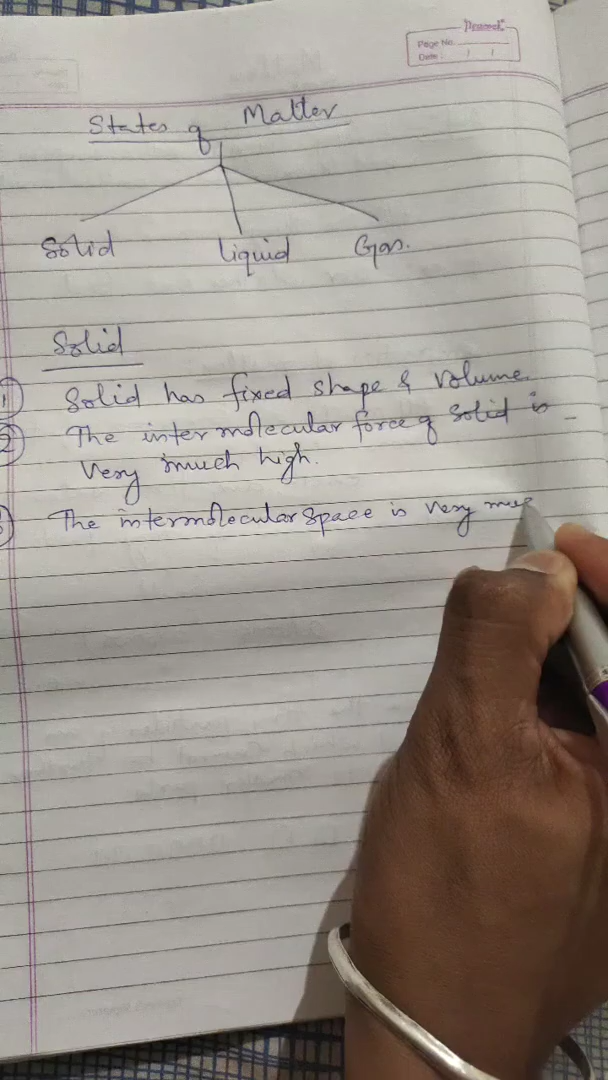 Page No.
Date :
States of Matter
Solid Liquid Gas.
Solid
1 Solid has fixed shape & volume.
2 The intermolecular force of solid is
very much high.
The intermolecular space is very